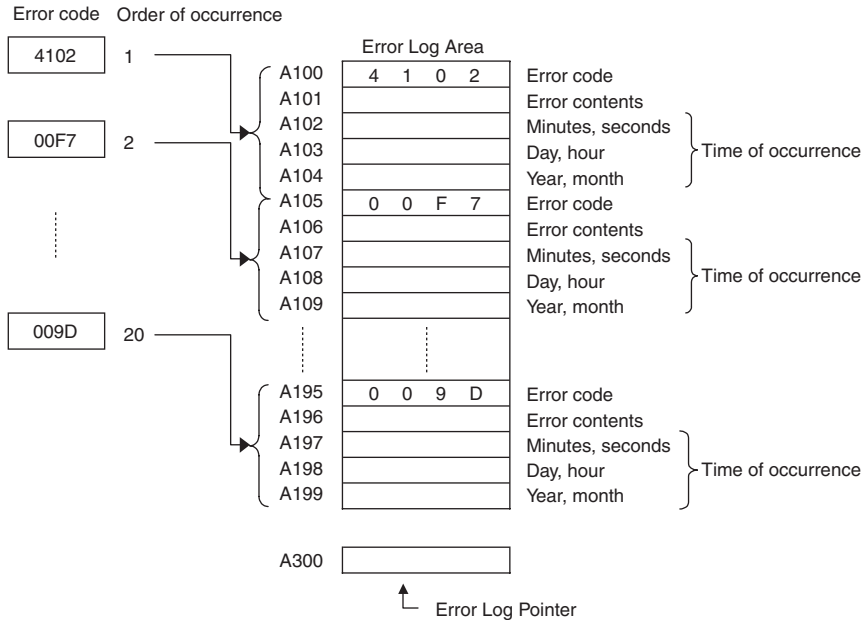 Error code Order of occurrence
Error Log Area
4102 1
A100 4 1 0 2 Error code
A101 Error contents
A102 Minutes, seconds
00F7 2
A103 Day, hour Time of occurrence
A104 Year, month
A105 0 0 F 7 Error code
A106 Error contents
A107 Minutes, seconds
A108 Day, hour Time of occurrence
A109 Year, month
009D 20
A195 0 0 9 D Error code
A196 Error contents
A197 Minutes, seconds
A198 Day, hour Time of occurrence
A199 Year, month
A300
Error Log Pointer